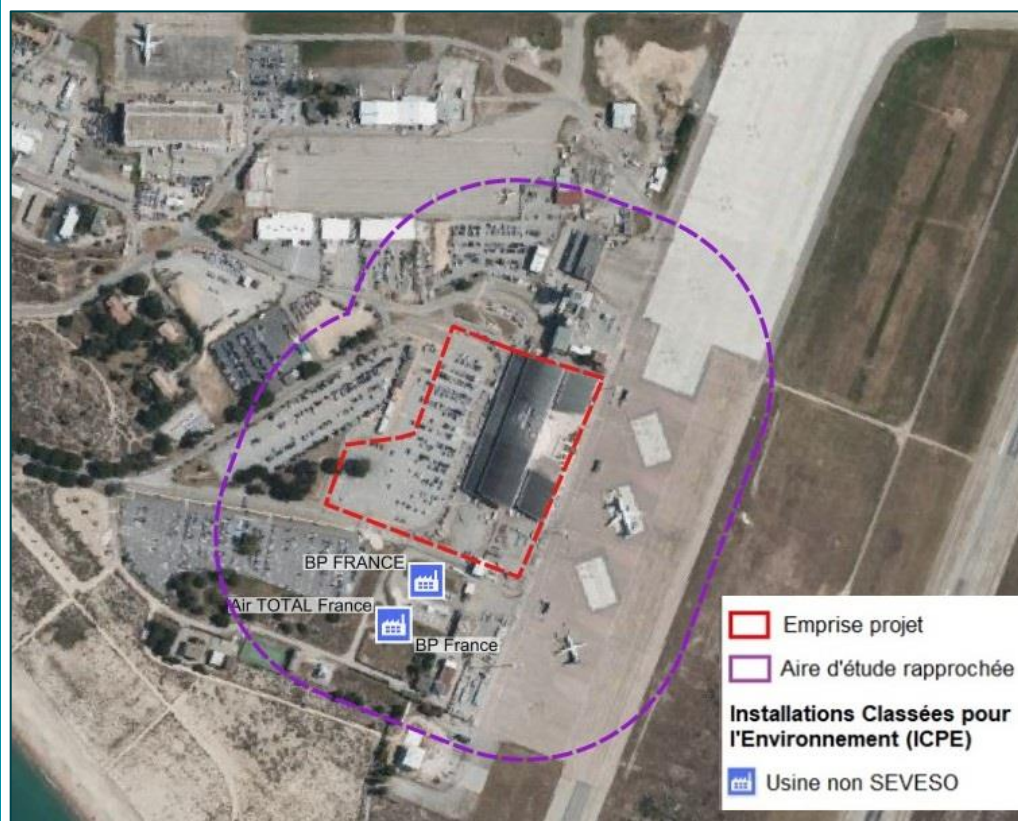 BP FRANCE
Air TOTAL France
BP France
Emprise projet
Aire d'étude rapprochée
Installations Classées pour
l'Environnement (ICPE)
Usine non SEVESO